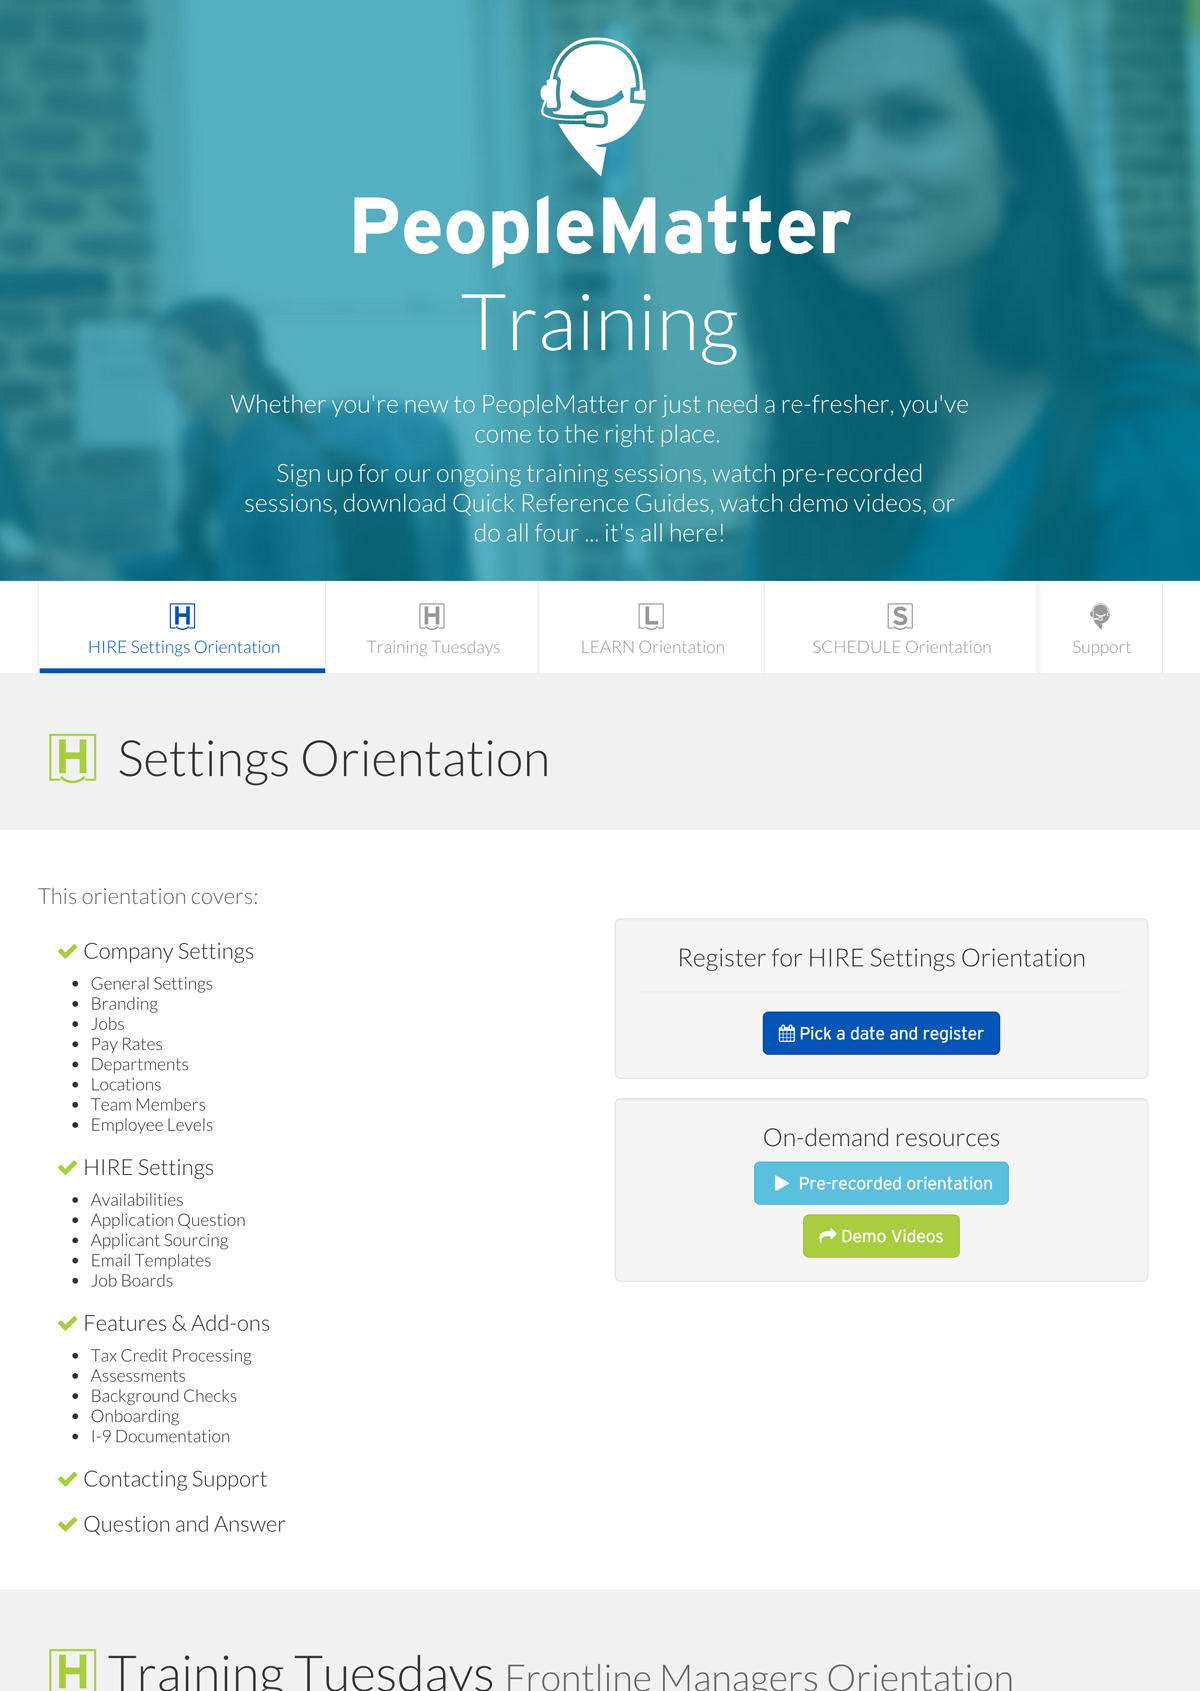 PeopleMatter
Training
Whether you're new to PeopleMatter or just need a re-fresher, you've
come to the right place.
Sign up for our ongoing training sessions, watch pre-recorded
sessions, download Quick Reference Guides, watch demo videos, or
do all four ... it's all here!
H
HIRE Settings Orientation
H
Training Tuesdays
L
LEARN Orientation
S
SCHEDULE Orientation
Support
H Settings Orientation
This orientation covers:
Company Settings
General Settings
Branding
Jobs
Pay Rates
Departments
Locations
Team Members
Employee Levels
HIRE Settings
Availabilities
Application Question
Applicant Sourcing
Email Templates
Job Boards
Features & Add-ons
Tax Credit Processing
Assessments
Background Checks
Onboarding
I-9 Documentation
Contacting Support
Question and Answer
Register for HIRE Settings Orientation
Pick a date and register
On-demand resources
Pre-recorded orientation
Demo Videos
H Training Tuesdays Frontline Managers Orientation